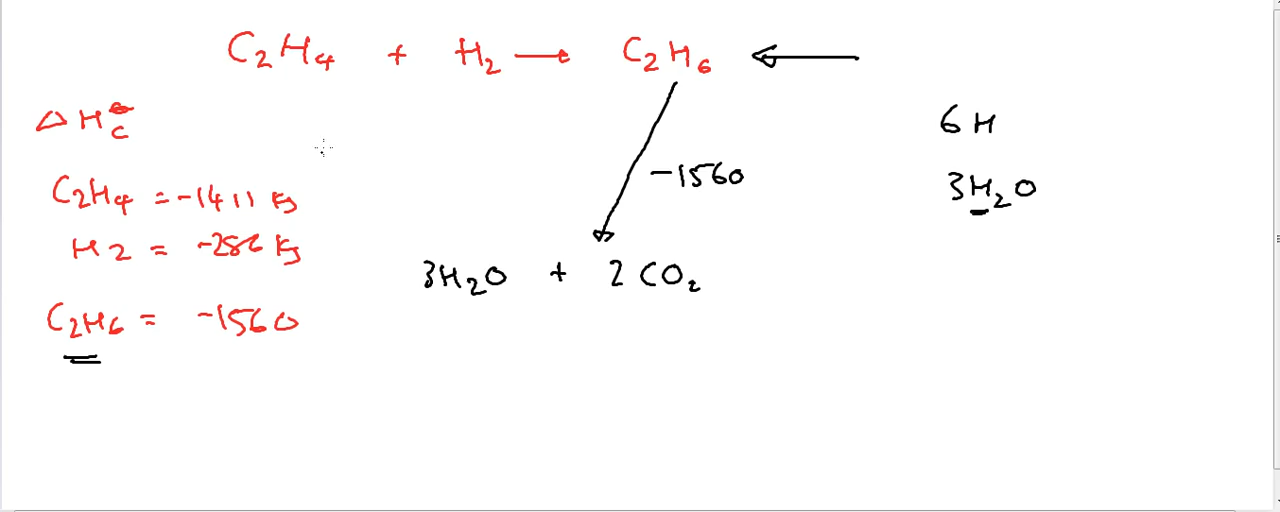 C₂H₄ + H₂ → C₂H₆ ←
ΔH꜀⊖
6H
C₂H₄ = -1411 KJ
-1560
3H₂O
H2 = -286 KJ
3H₂O + 2CO₂
C₂H₆ = -1560